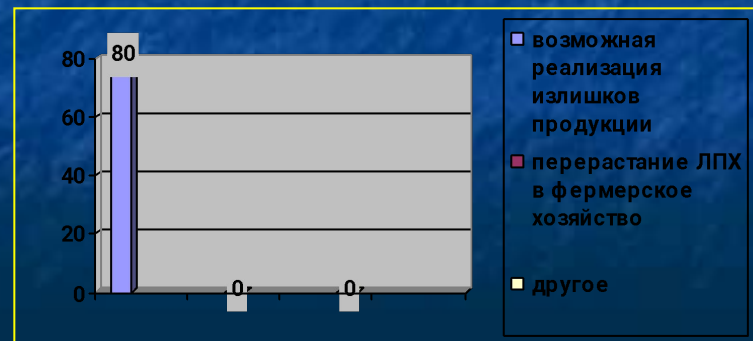 80
80
60
40
20
0
0
0
возможная
реализация
излишков
продукции
перерастание ЛПХ
в фермерское
хозяйство
другое